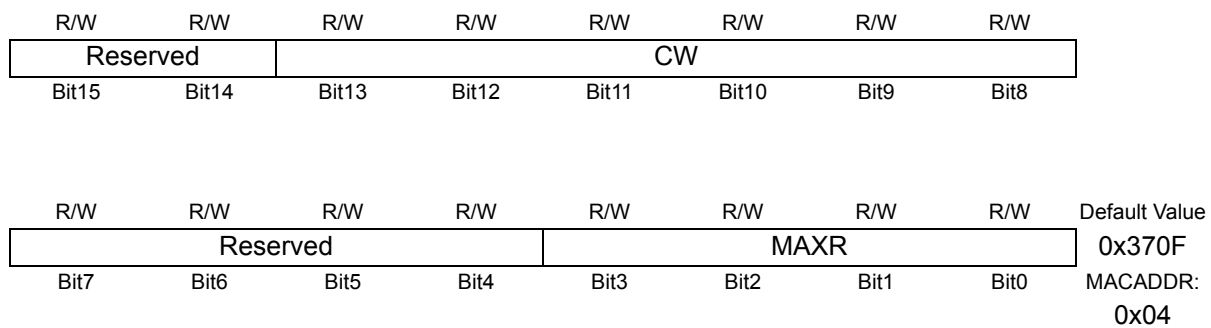 R/W R/W R/W R/W R/W R/W R/W R/W
Reserved CW
Bit15 Bit14 Bit13 Bit12 Bit11 Bit10 Bit9 Bit8
R/W R/W R/W R/W R/W R/W R/W R/W Default Value
Reserved MAXR 0x370F
Bit7 Bit6 Bit5 Bit4 Bit3 Bit2 Bit1 Bit0 MACADDR:
0x04